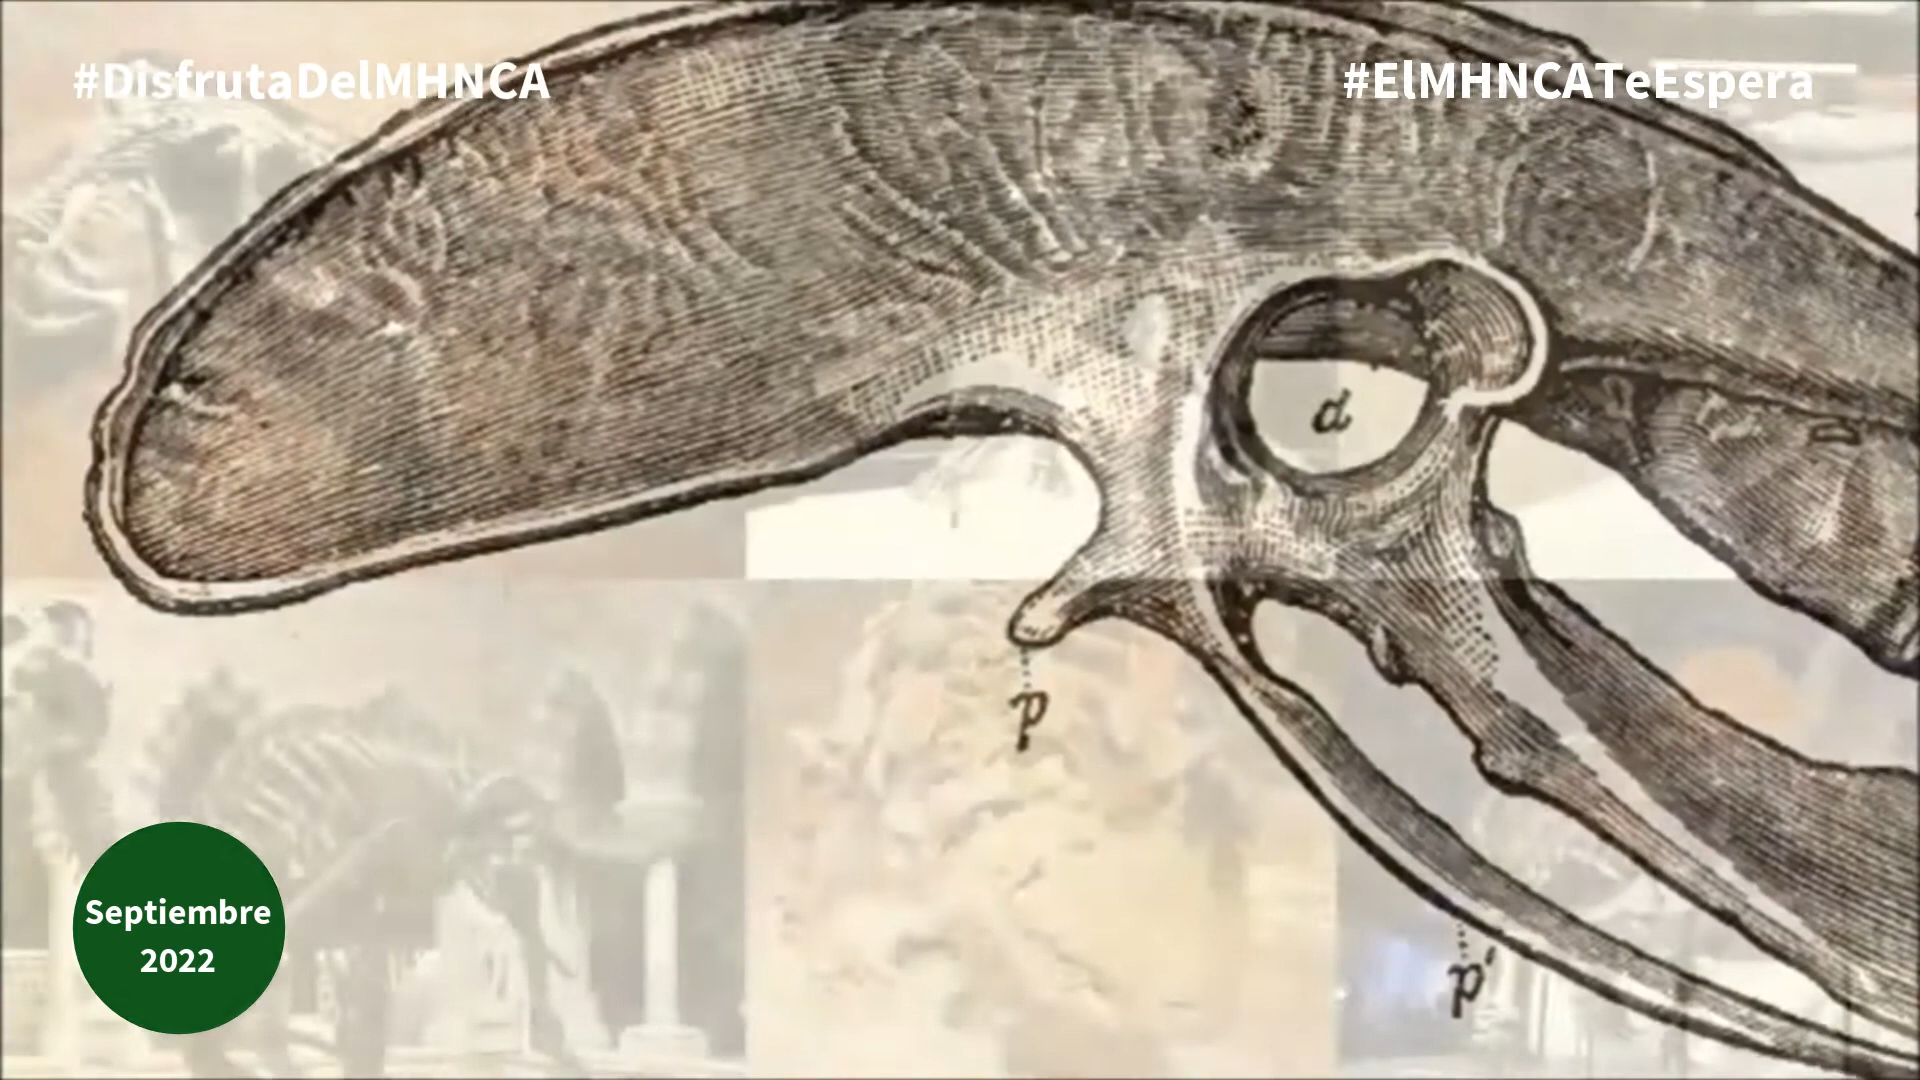 #DisfrutaDelMHNCA
#ElMHNCATeEspera
d
p
p'
Septiembre
2022